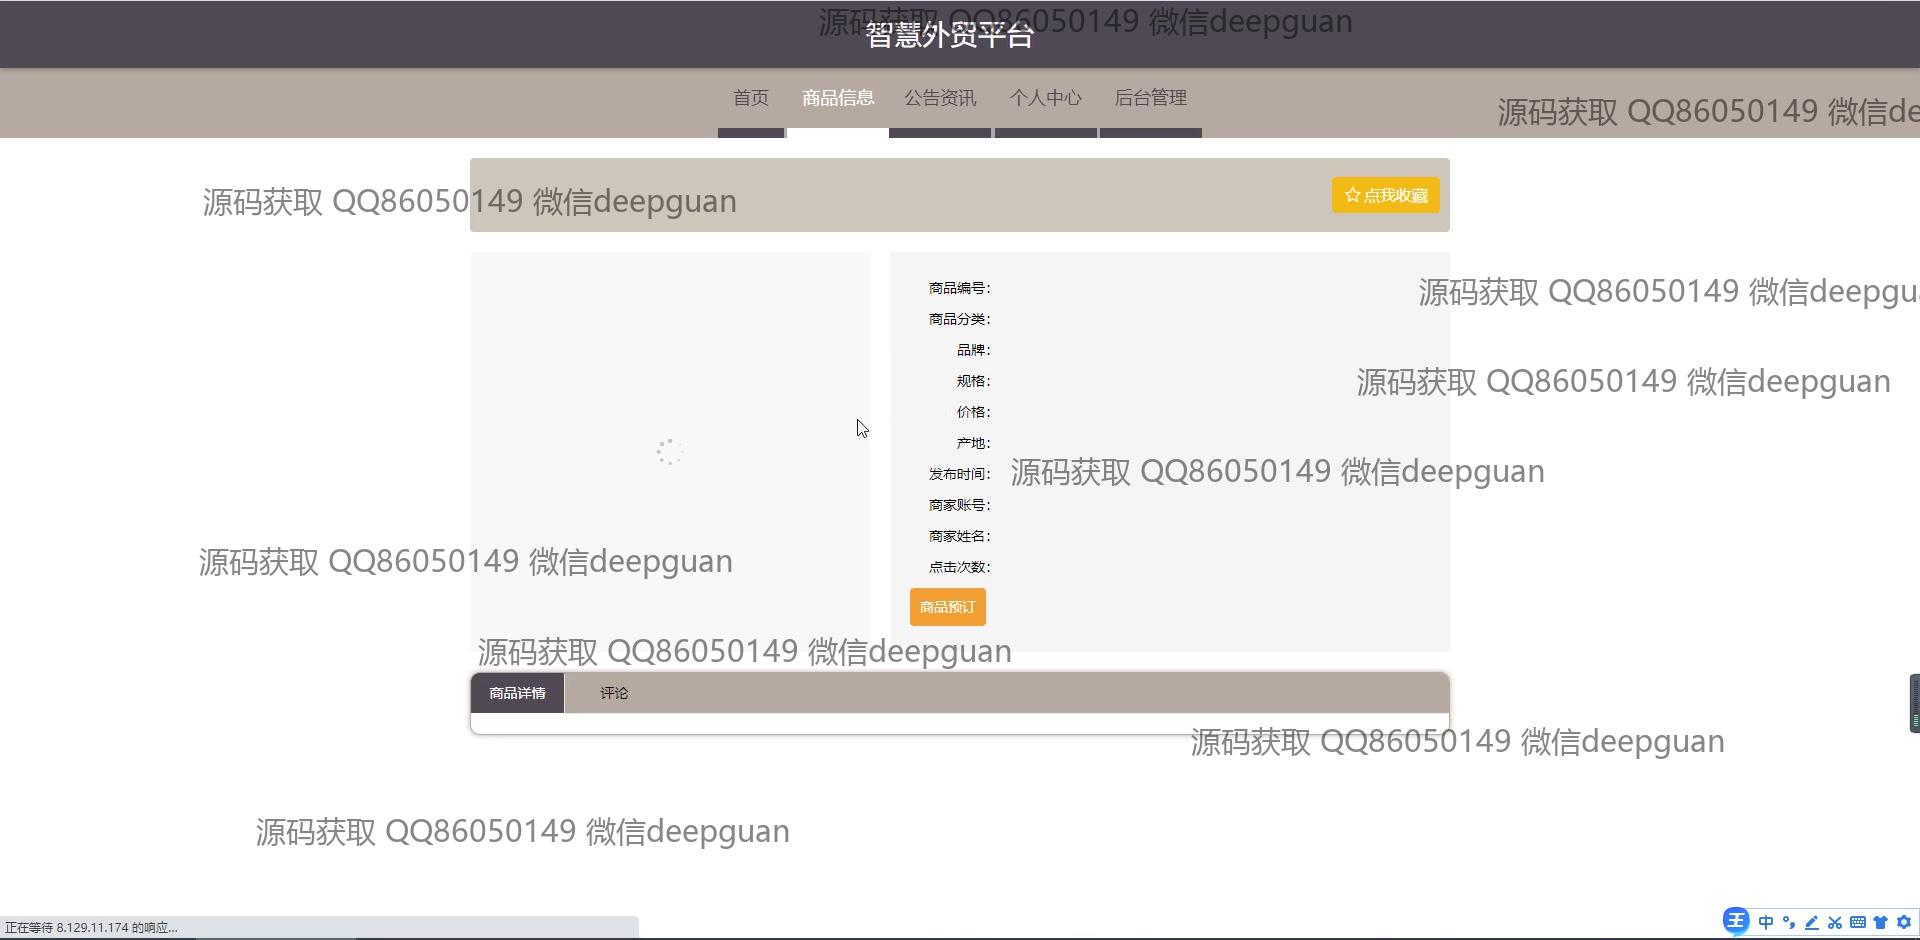 源码获取 QQ86050149 微信deepguan
智慧外贸平台
首页 商品信息 公告资讯 个人中心 后台管理
源码获取 QQ86050149 微信de
源码获取 QQ86050149 微信deepguan
点我收藏
商品编号：
源码获取 QQ86050149 微信deepgu
商品分类：
品牌：
规格：
源码获取 QQ86050149 微信deepguan
价格：
产地：
发布时间：
源码获取 QQ86050149 微信deepguan
商家账号：
商家姓名：
源码获取 QQ86050149 微信deepguan
点击次数：
商品预订
源码获取 QQ86050149 微信deepguan
商品详情 评论
源码获取 QQ86050149 微信deepguan
源码获取 QQ86050149 微信deepguan
正在等待 8.129.11.174 的响应...
王 中